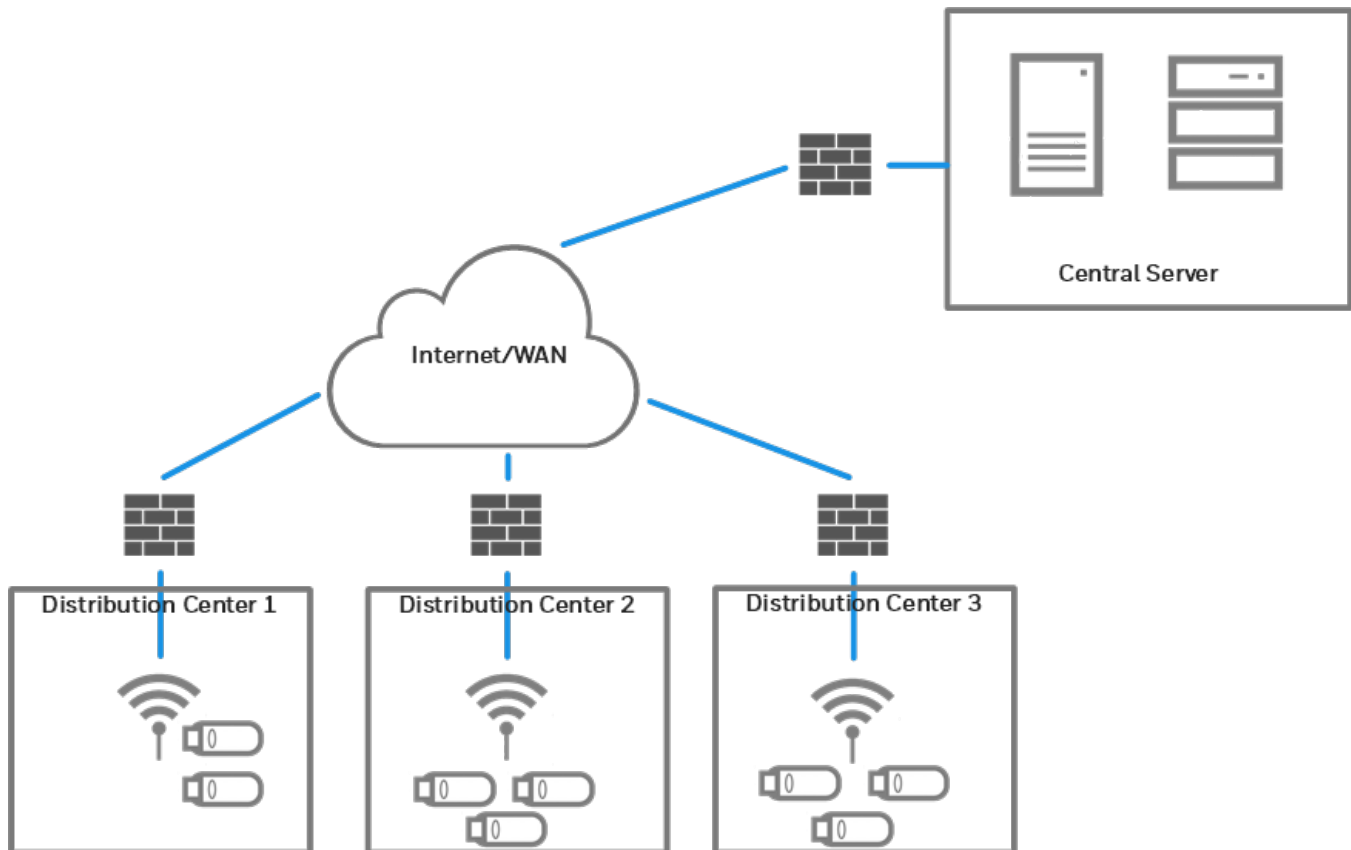 Central Server
Internet/WAN
Distribution Center 1
Distribution Center 2
Distribution Center 3